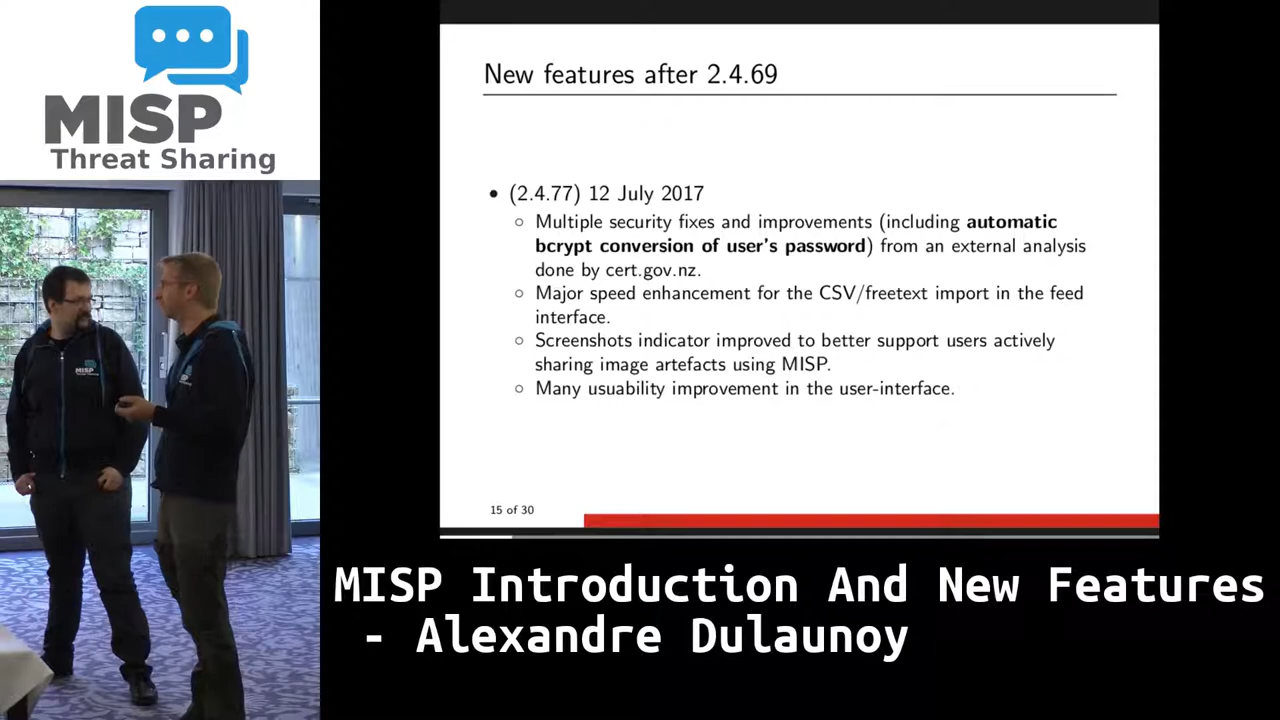 MISP
Threat Sharing
New features after 2.4.69
• (2.4.77) 12 July 2017
○ Multiple security fixes and improvements (including automatic
bcrypt conversion of user's password) from an external analysis
done by cert.gov.nz.
○ Major speed enhancement for the CSV/freetext import in the feed
interface.
○ Screenshots indicator improved to better support users actively
sharing image artefacts using MISP.
○ Many usuability improvement in the user-interface.
15 of 30
MISP
MISP Introduction And New Features
- Alexandre Dulaunoy